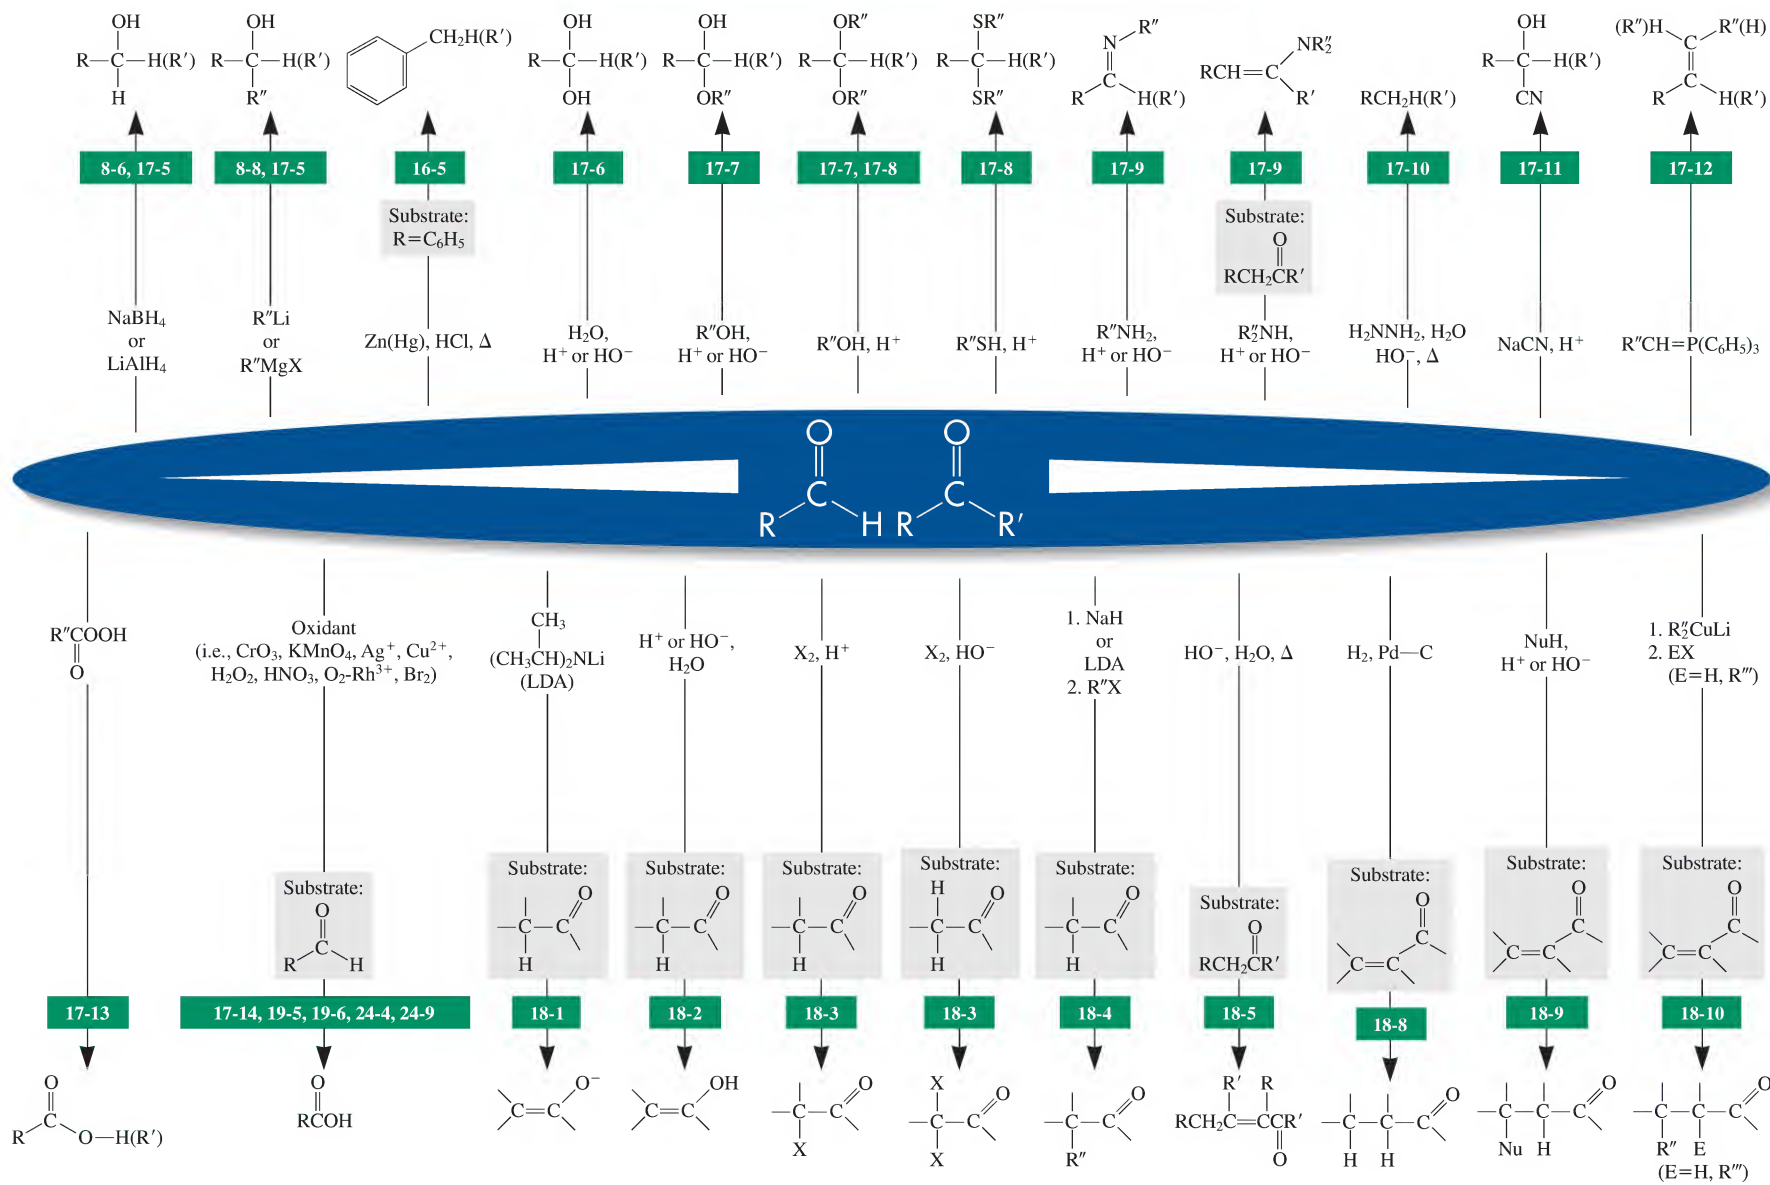 OH
R—C—H(R′)
H
OH
R—C—H(R′)
R″
CH₂H(R′)
OH
R—C—H(R′)
OH
OH
R—C—H(R′)
OR″
OR″
R—C—H(R′)
OR″
SR″
R—C—H(R′)
SR″
R″
N
C
R H(R′)
NR″₂
RCH=C
R′
RCH₂H(R′)
OH
R—C—H(R′)
CN
(R″)H R″(H)
C
C
R H(R′)
8-6, 17-5
8-8, 17-5
16-5
17-6
17-7
17-7, 17-8
17-8
17-9
17-9
17-10
17-11
17-12
Substrate:
R=C₆H₅
Substrate:
O
RCH₂CR′
NaBH₄
or
LiAlH₄
R″Li
or
R″MgX
Zn(Hg), HCl, Δ
H₂O,
H⁺ or HO⁻
R″OH,
H⁺ or HO⁻
R″OH, H⁺
R″SH, H⁺
R″NH₂,
H⁺ or HO⁻
R″₂NH,
H⁺ or HO⁻
H₂NNH₂, H₂O
HO⁻, Δ
NaCN, H⁺
R″CH=P(C₆H₅)₃
O
C
R H
O
C
R R′
R″COOH
O
Oxidant
(i.e., CrO₃, KMnO₄, Ag⁺, Cu²⁺,
H₂O₂, HNO₃, O₂-Rh³⁺, Br₂)
CH₃
(CH₃CH)₂NLi
(LDA)
H⁺ or HO⁻,
H₂O
X₂, H⁺
X₂, HO⁻
1. NaH
or
LDA
2. R″X
HO⁻, H₂O, Δ
H₂, Pd—C
NuH,
H⁺ or HO⁻
1. R″₂CuLi
2. EX
(E=H, R‴)
Substrate:
O
C
R H
Substrate:
O
C—C
H
Substrate:
O
C—C
H
Substrate:
O
C—C
H
Substrate:
H O
C—C
H
Substrate:
O
C—C
H
Substrate:
O
RCH₂CR′
Substrate:
O
C
C=C
Substrate:
O
C
C=C
Substrate:
O
C
C=C
17-13
17-14, 19-5, 19-6, 24-4, 24-9
18-1
18-2
18-3
18-3
18-4
18-5
18-8
18-9
18-10
O
C
R O—H(R′)
O
RCOH
O⁻
C=C
OH
C=C
O
C—C
X
X O
C—C
X
O
C—C
R″
R′ R
RCH₂C=CCR′
O
O
C—C—C
H H
O
C—C—C
Nu H
O
C—C—C
R″ E
(E=H, R‴)